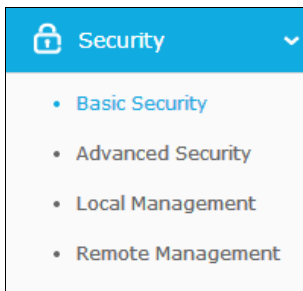 Security
Basic Security
Advanced Security
Local Management
Remote Management